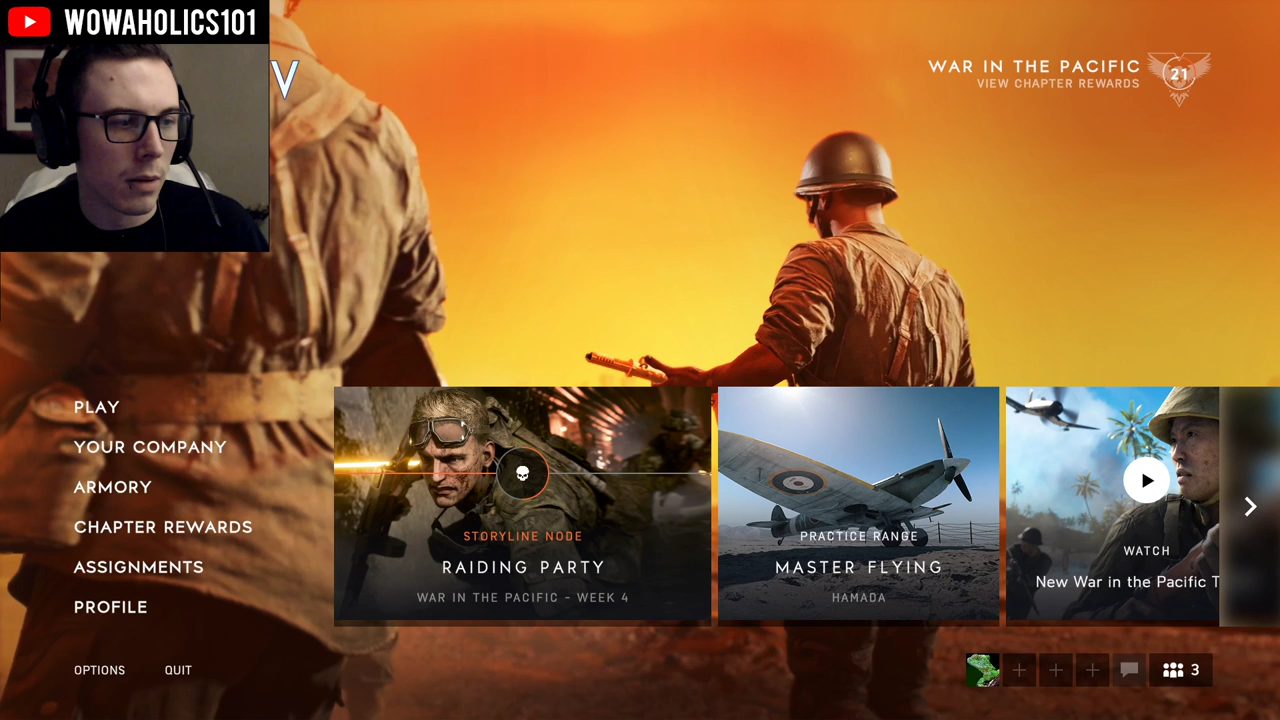 WOWAHOLICS101
V
WAR IN THE PACIFIC
VIEW CHAPTER REWARDS
21
PLAY
YOUR COMPANY
ARMORY
CHAPTER REWARDS
ASSIGNMENTS
PROFILE
OPTIONS QUIT
STORYLINE NODE
RAIDING PARTY
WAR IN THE PACIFIC - WEEK 4
PRACTICE RANGE
MASTER FLYING
HAMADA
WATCH
New War in the Pacific T
3